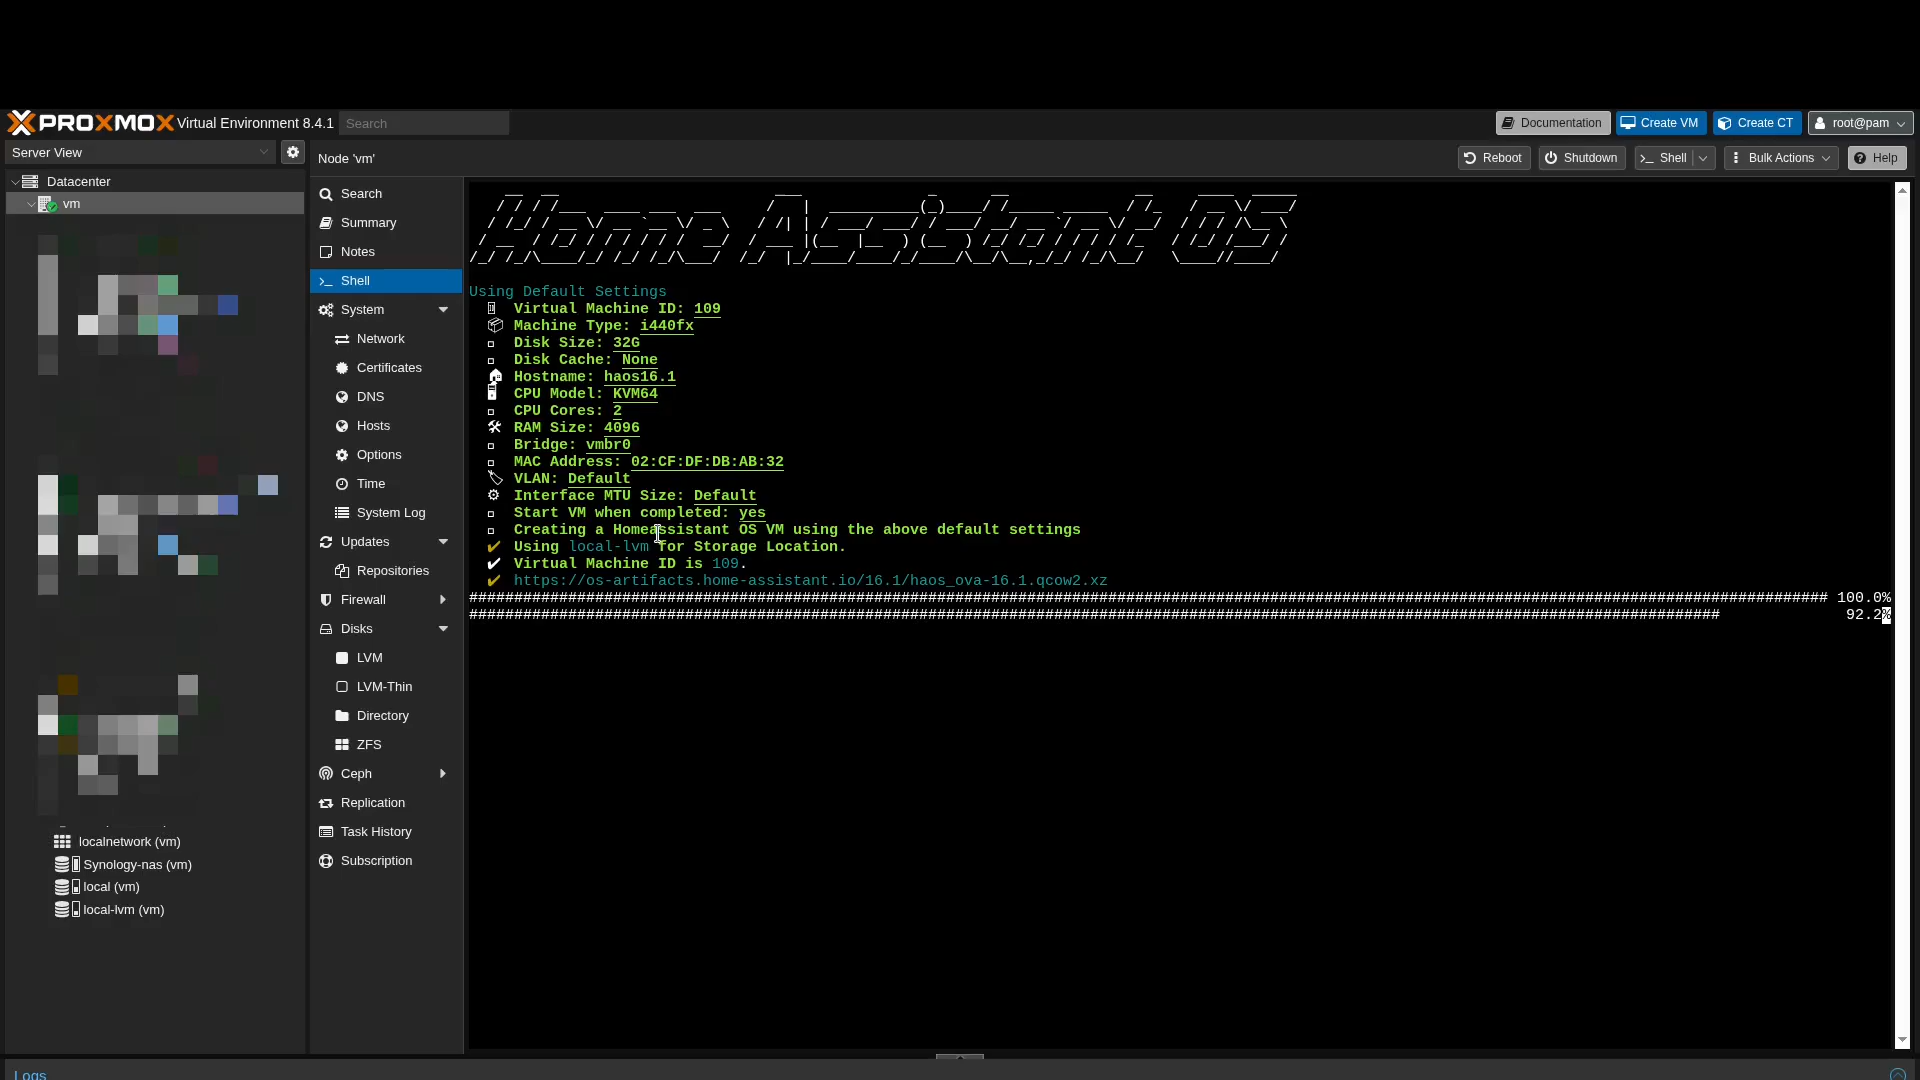 PROXMOX Virtual Environment 8.4.1 Search Documentation Create VM Create CT root@pam
Server View
Node 'vm' Reboot Shutdown Shell Bulk Actions Help
Datacenter
vm
localnetwork (vm)
Synology-nas (vm)
local (vm)
local-lvm (vm)
Search
Summary
Notes
Shell
System
Network
Certificates
DNS
Hosts
Options
Time
System Log
Updates
Repositories
Firewall
Disks
LVM
LVM-Thin
Directory
ZFS
Ceph
Replication
Task History
Subscription
Home Assistant OS
Using Default Settings
Virtual Machine ID: 109
Machine Type: i440fx
Disk Size: 32G
Disk Cache: None
Hostname: haos16.1
CPU Model: KVM64
CPU Cores: 2
RAM Size: 4096
Bridge: vmbr0
MAC Address: 02:CF:DF:DB:AB:32
VLAN: Default
Interface MTU Size: Default
Start VM when completed: yes
Creating a Homeassistant OS VM using the above default settings
✔ Using local-lvm for Storage Location.
✔ Virtual Machine ID is 109.
✔ https://os-artifacts.home-assistant.io/16.1/haos_ova-16.1.qcow2.xz
100.0%
92.2%
Logs